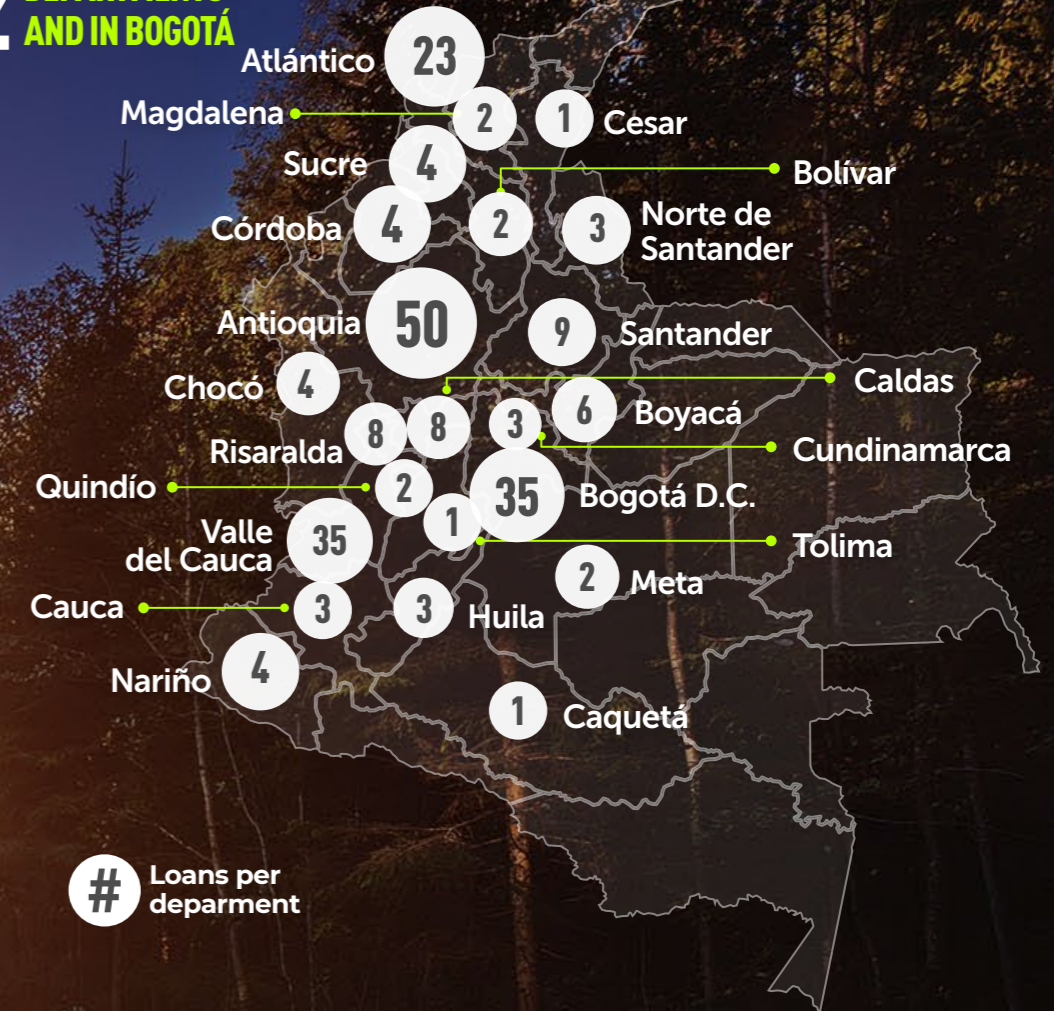 AND IN BOGOTÁ
Atlántico 23
Magdalena 2
1 Cesar
Sucre 4
Bolívar 2
Córdoba 4
3 Norte de
Santander
Antioquia 50
9 Santander
Chocó 4
Caldas 8
6 Boyacá
Risaralda 8
3 Cundinamarca
Quindío 2
35 Bogotá D.C.
Valle
del Cauca 35
1 Tolima
2 Meta
Cauca 3
3 Huila
Nariño 4
1 Caquetá
# Loans per
deparment